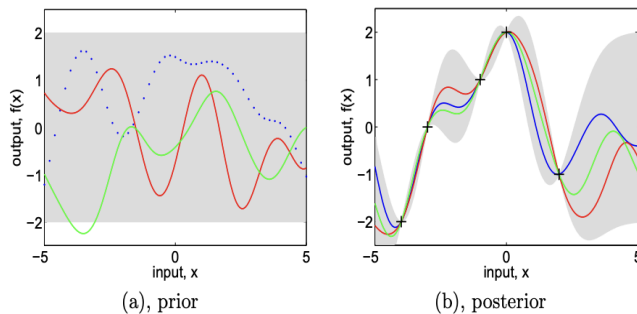 2
1
0
−1
−2
output, f(x)
−5
0
5
input, x
(a), prior
2
1
0
−1
−2
output, f(x)
−5
0
5
input, x
(b), posterior